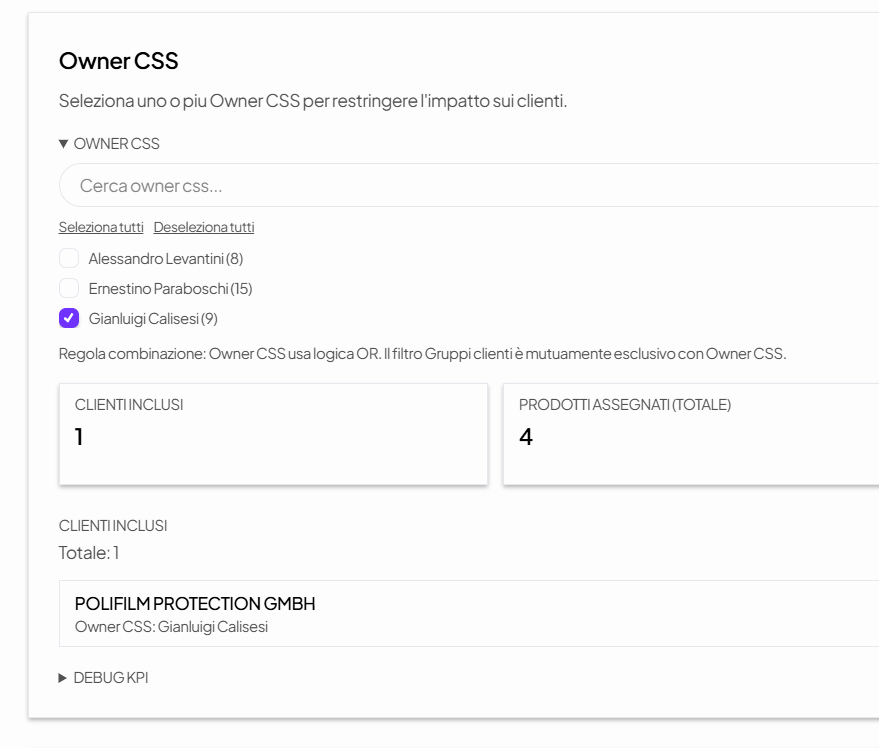 Owner CSS
Seleziona uno o piu Owner CSS per restringere l'impatto sui clienti.
▼ OWNER CSS
Cerca owner css...
Seleziona tutti Deseleziona tutti
Alessandro Levantini (8)
Ernestino Paraboschi (15)
Gianluigi Calisesi (9)
Regola combinazione: Owner CSS usa logica OR. Il filtro Gruppi clienti è mutuamente esclusivo con Owner CSS.
CLIENTI INCLUSI
1
PRODOTTI ASSEGNATI (TOTALE)
4
CLIENTI INCLUSI
Totale: 1
POLIFILM PROTECTION GMBH
Owner CSS: Gianluigi Calisesi
▶ DEBUG KPI